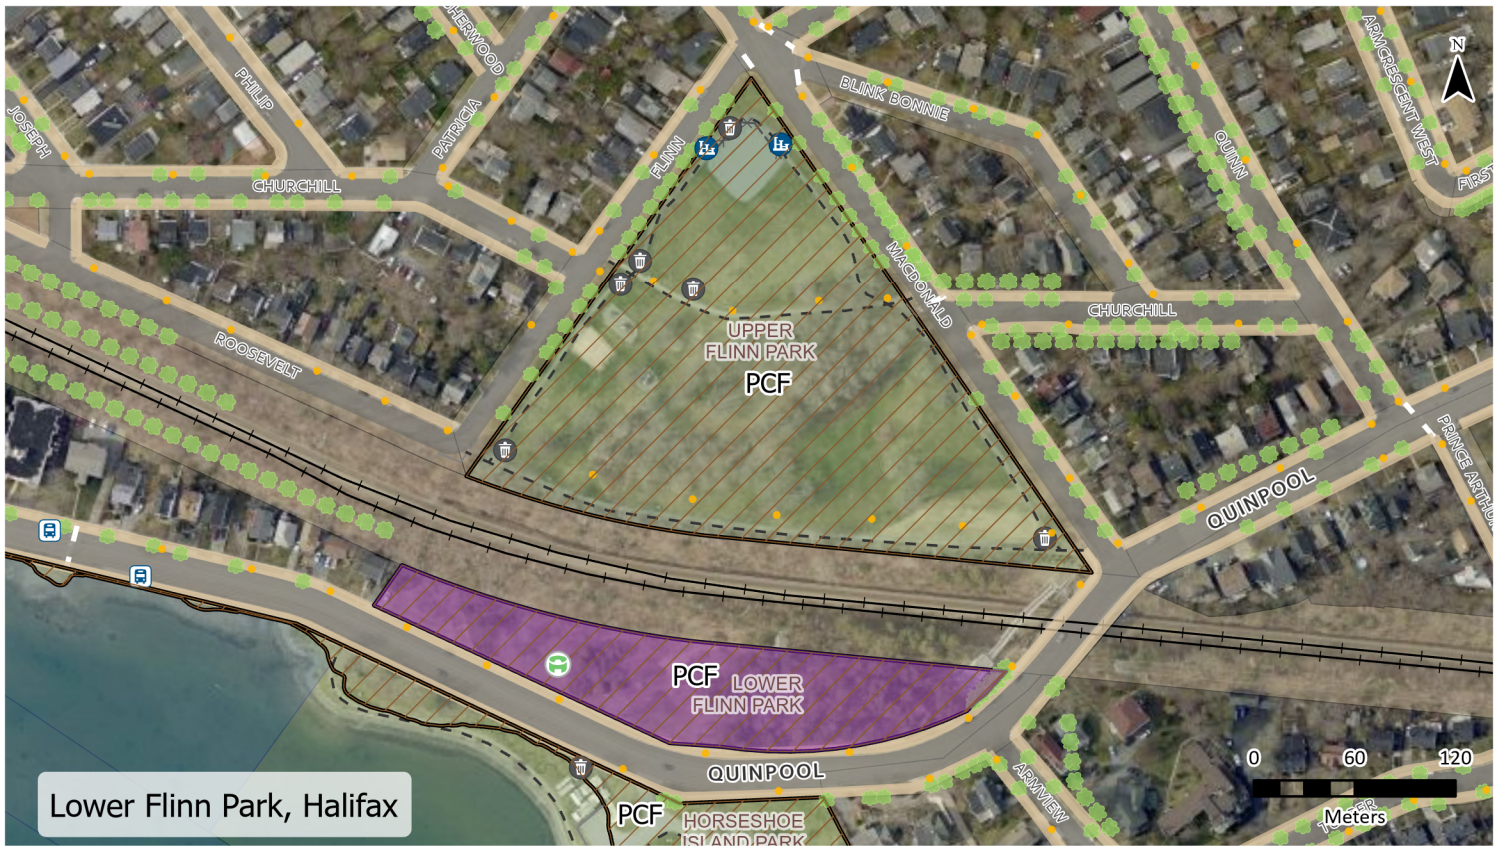 SHERWOOD
ARMCRESCENT WEST
N
PHILIP
BLINK BONNIE
JOSEPH
PATRICIA
FLINN
QUINN
CHURCHILL
FIRST
MACDONALD
CHURCHILL
ROOSEVELT
UPPER
FLINN PARK
PCF
PRINCE ARTHUR
QUINPOOL
PCF
LOWER
FLINN PARK
QUINPOOL
ARMVIEW
0 60 120
Meters
Lower Flinn Park, Halifax
PCF
HORSESHOE
ISLAND PARK